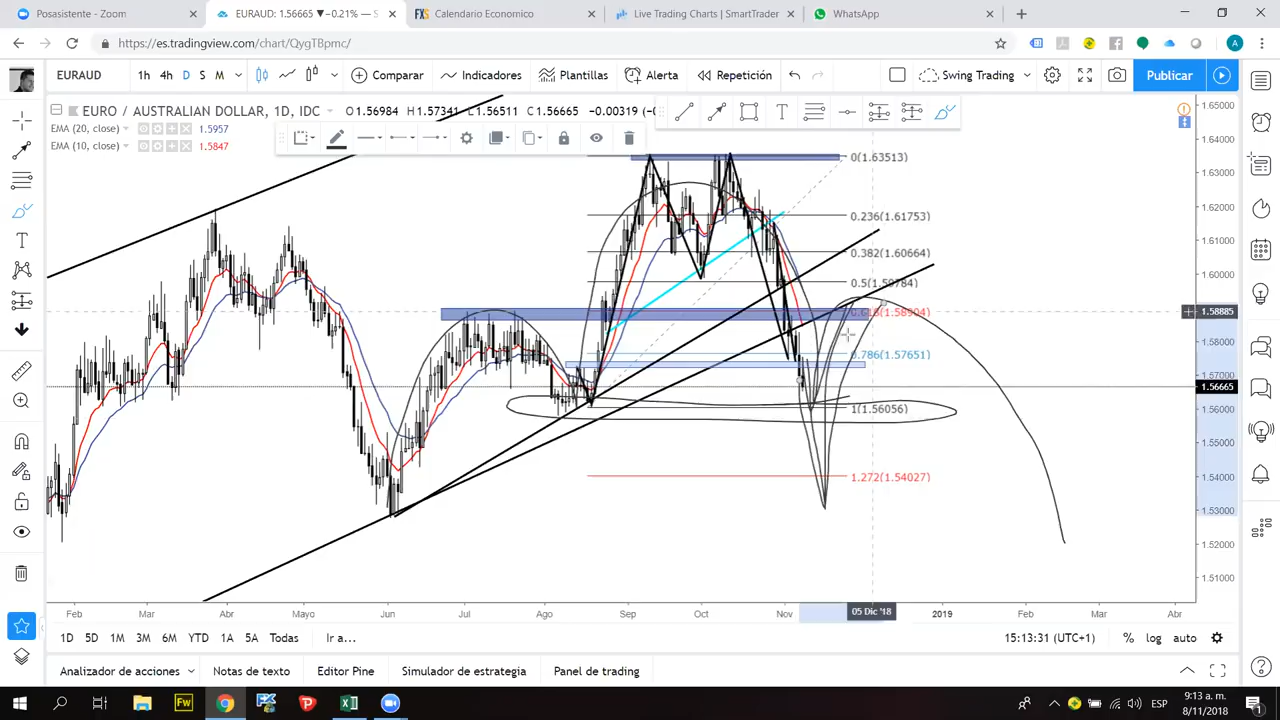 Posasistente - Zoom
EURAUD: 1.56665 ▼−0.21% — S
Calendario Economico
Live Trading Charts | SmartTrader
WhatsApp
https://es.tradingview.com/chart/QygTBpmc/
A
EURAUD
1h 4h D S M
Comparar
Indicadores
Plantillas
Alerta
Repetición
Swing Trading
Publicar
EURO / AUSTRALIAN DOLLAR, 1D, IDC
O1.56984 H1.57341 L1.56511 C1.56665 −0.00319
EMA (20, close) 1.5957
EMA (10, close) 1.5847
0(1.63513)
0.236(1.61753)
0.382(1.60664)
0.5(1.59784)
0.618(1.58904)
0.786(1.57651)
1(1.56056)
1.272(1.54027)
1.65000
1.64000
1.63000
1.62000
1.61000
1.60000
1.58885
1.58000
1.57000
1.56665
1.56000
1.55000
1.54000
1.53000
1.52000
1.51000
Feb Mar Abr Mayo Jun Jul Ago Sep Oct Nov 05 Dic '18 2019 Feb Mar Abr
1D 5D 1M 3M 6M YTD 1A 5A Todas Ir a...
15:13:31 (UTC+1) % log auto
Analizador de acciones Notas de texto Editor Pine Simulador de estrategia Panel de trading
Fw
ESP
9:13 a. m.
8/11/2018
1